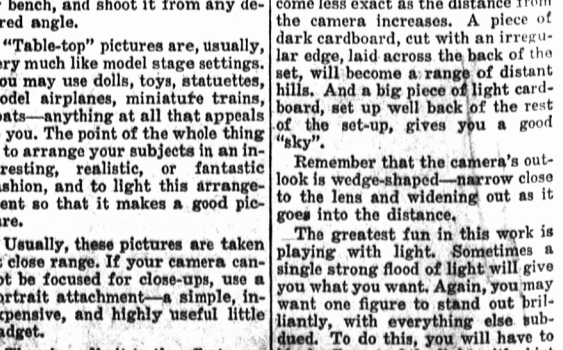 bench, and shoot it from any de-
red angle.
"Table-top" pictures are, usually,
ery much like model stage settings.
ou may use dolls, toys, statuettes,
odel airplanes, miniature trains,
ats—anything at all that appeals
you. The point of the whole thing
to arrange your subjects in an in-
resting, realistic, or fantastic
shion, and to light this arrange-
ent so that it makes a good pic-
re.
Usually, these pictures are taken
close range. If your camera can-
ot be focused for close-ups, use a
ortrait attachment—a simple, in-
xpensive, and highly useful little
adget.
come less exact as the distance from
the camera increases. A piece of
dark cardboard, cut with an irregu-
lar edge, laid across the back of the
set, will become a range of distant
hills. And a big piece of light card-
board, set up well back of the rest
of the set-up, gives you a good
"sky".
Remember that the camera's out-
look is wedge-shaped—narrow close
to the lens and widening out as it
goes into the distance.
The greatest fun in this work is
playing with light. Sometimes a
single strong flood of light will give
you what you want. Again, you may
want one figure to stand out bril-
liantly, with everything else sub-
dued. To do this, you will have to